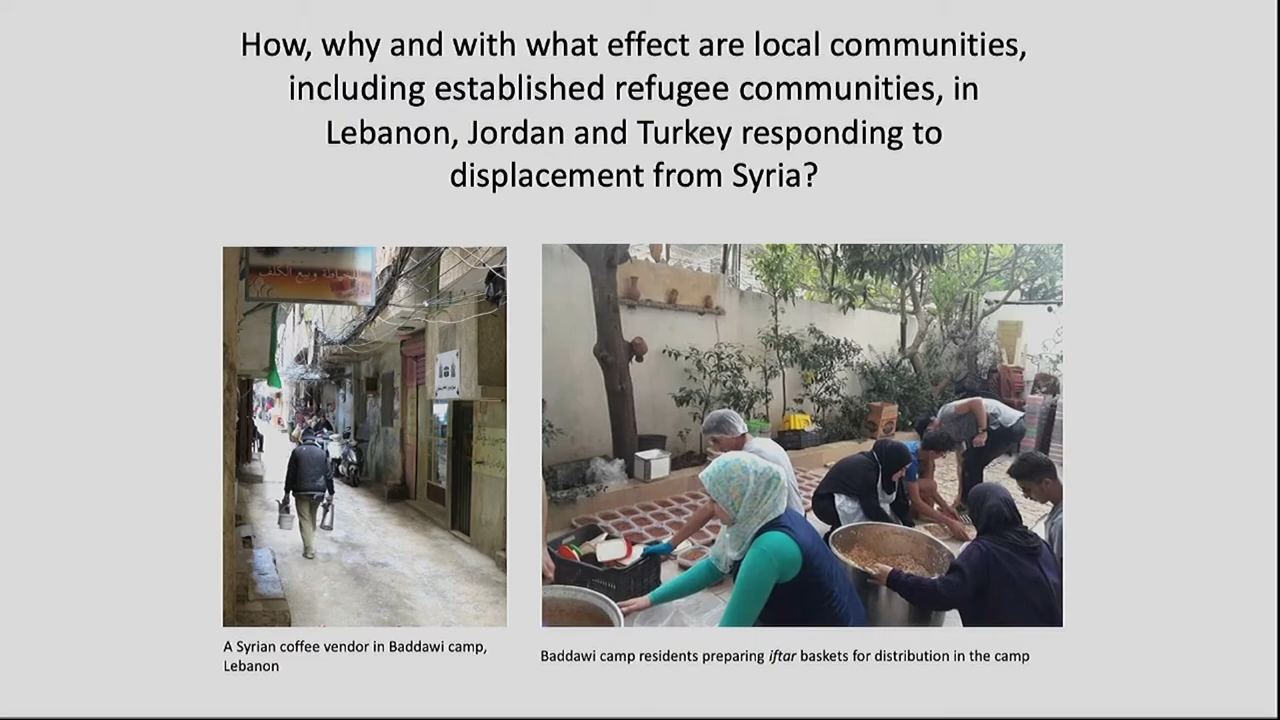 How, why and with what effect are local communities,
including established refugee communities, in
Lebanon, Jordan and Turkey responding to
displacement from Syria?
A Syrian coffee vendor in Baddawi camp,
Lebanon
Baddawi camp residents preparing iftar baskets for distribution in the camp